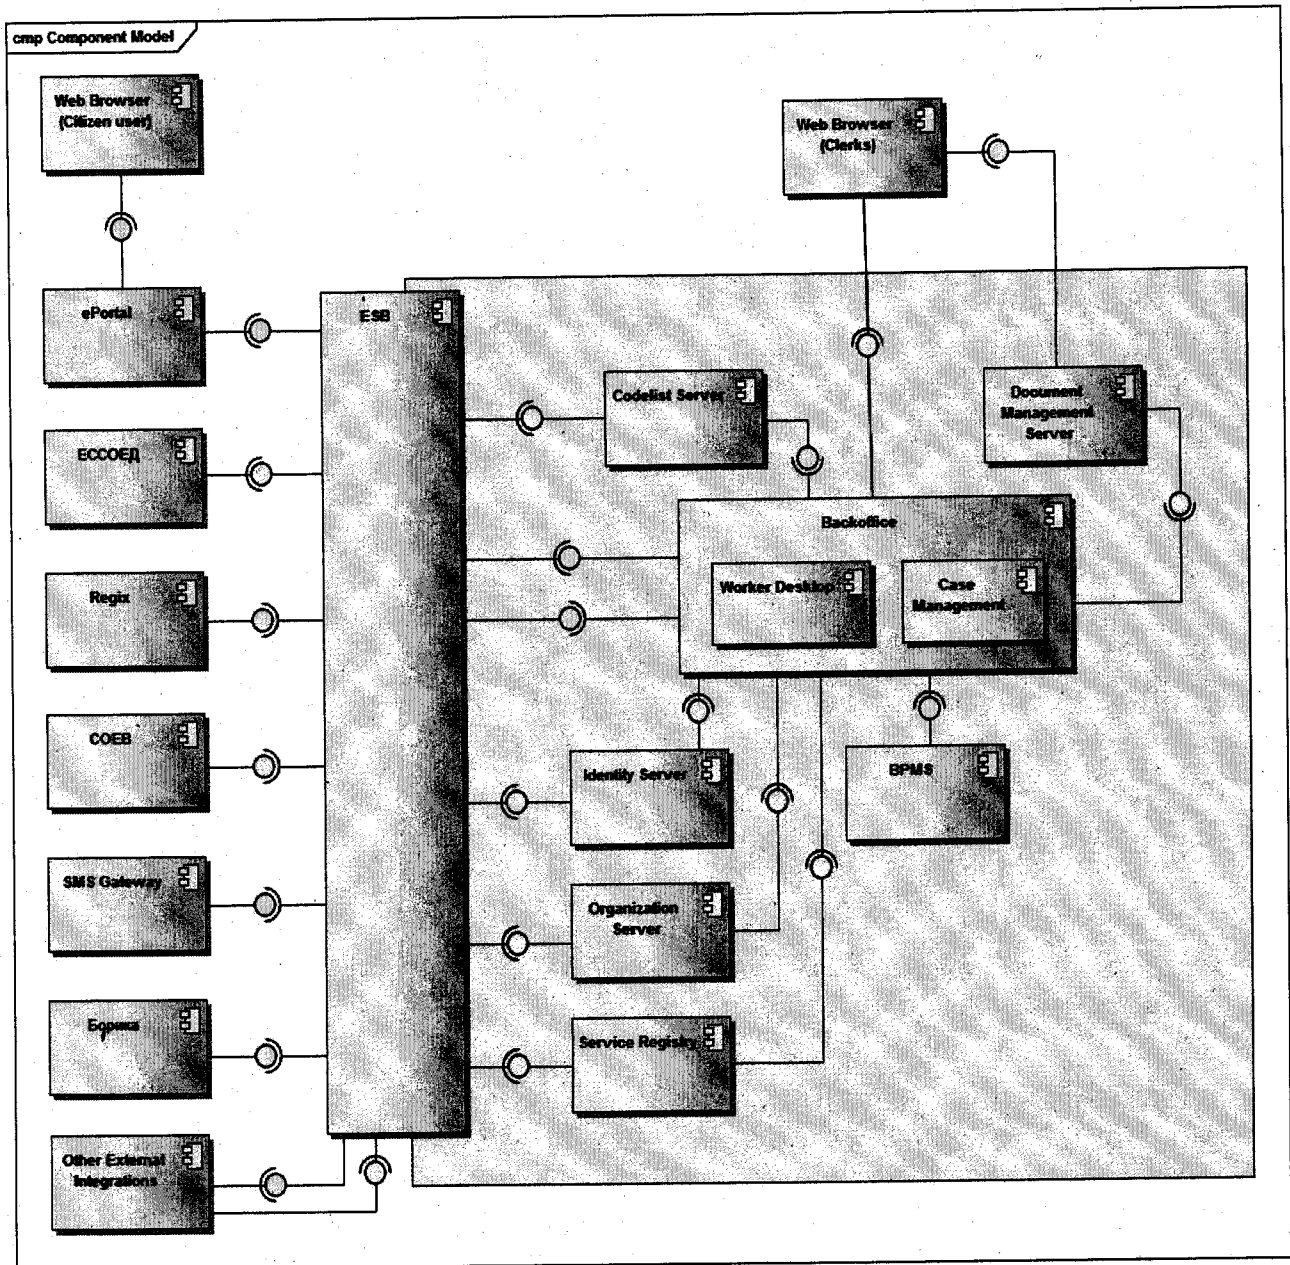 cmp Component Model
Web Browser
(Citizen user)
Web Browser
(Clerks)
ePortal
ESB
Codelist Server
Document
Management
Server
ЕССОЕД
Backoffice
Worker Desktop
Case
Management
Regix
СОЕВ
Identity Server
BPMS
SMS Gateway
Organization
Server
Борика
Service Registry
Other External
Integrations